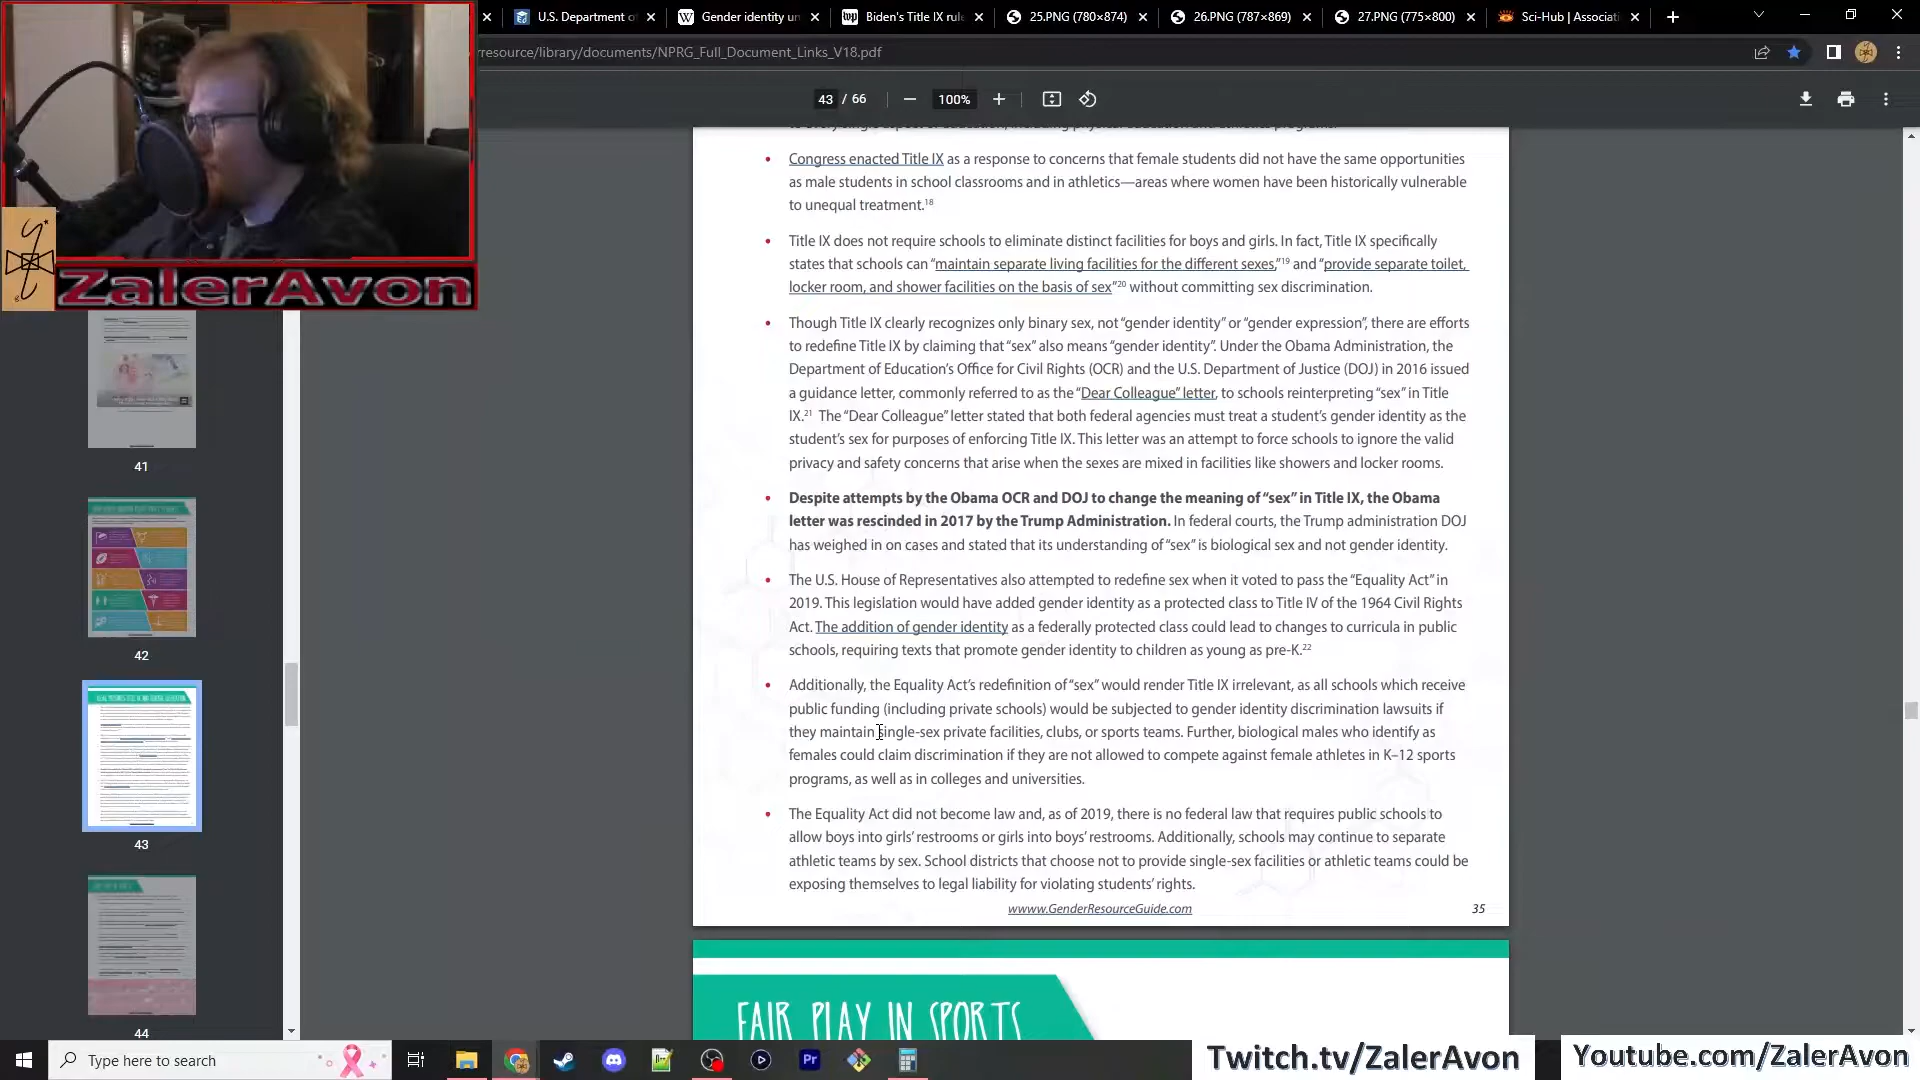 U.S. Department o
Gender identity un
Biden's Title IX rul
25.PNG (780×874)
26.PNG (787×869)
27.PNG (775×800)
Sci-Hub | Associati
rresource/library/documents/NPRG_Full_Document_Links_V18.pdf
43 / 66
100%
• Congress enacted Title IX as a response to concerns that female students did not have the same opportunities
as male students in school classrooms and in athletics—areas where women have been historically vulnerable
to unequal treatment.18
• Title IX does not require schools to eliminate distinct facilities for boys and girls. In fact, Title IX specifically
states that schools can “maintain separate living facilities for the different sexes,”19 and “provide separate toilet,
locker room, and shower facilities on the basis of sex”20 without committing sex discrimination.
• Though Title IX clearly recognizes only binary sex, not “gender identity” or “gender expression”, there are efforts
to redefine Title IX by claiming that “sex” also means “gender identity”. Under the Obama Administration, the
Department of Education’s Office for Civil Rights (OCR) and the U.S. Department of Justice (DOJ) in 2016 issued
a guidance letter, commonly referred to as the “Dear Colleague” letter, to schools reinterpreting “sex” in Title
IX.21 The “Dear Colleague” letter stated that both federal agencies must treat a student’s gender identity as the
student’s sex for purposes of enforcing Title IX. This letter was an attempt to force schools to ignore the valid
privacy and safety concerns that arise when the sexes are mixed in facilities like showers and locker rooms.
• Despite attempts by the Obama OCR and DOJ to change the meaning of “sex” in Title IX, the Obama
letter was rescinded in 2017 by the Trump Administration. In federal courts, the Trump administration DOJ
has weighed in on cases and stated that its understanding of “sex” is biological sex and not gender identity.
• The U.S. House of Representatives also attempted to redefine sex when it voted to pass the “Equality Act” in
2019. This legislation would have added gender identity as a protected class to Title IV of the 1964 Civil Rights
Act. The addition of gender identity as a federally protected class could lead to changes to curricula in public
schools, requiring texts that promote gender identity to children as young as pre-K.22
• Additionally, the Equality Act’s redefinition of “sex” would render Title IX irrelevant, as all schools which receive
public funding (including private schools) would be subjected to gender identity discrimination lawsuits if
they maintain single-sex private facilities, clubs, or sports teams. Further, biological males who identify as
females could claim discrimination if they are not allowed to compete against female athletes in K–12 sports
programs, as well as in colleges and universities.
• The Equality Act did not become law and, as of 2019, there is no federal law that requires public schools to
allow boys into girls’ restrooms or girls into boys’ restrooms. Additionally, schools may continue to separate
athletic teams by sex. School districts that choose not to provide single-sex facilities or athletic teams could be
exposing themselves to legal liability for violating students’ rights.
wwww.GenderResourceGuide.com
35
FAIR PLAY IN SPORTS
ZalerAvon
41
42
43
44
Type here to search
Twitch.tv/ZalerAvon
Youtube.com/ZalerAvon